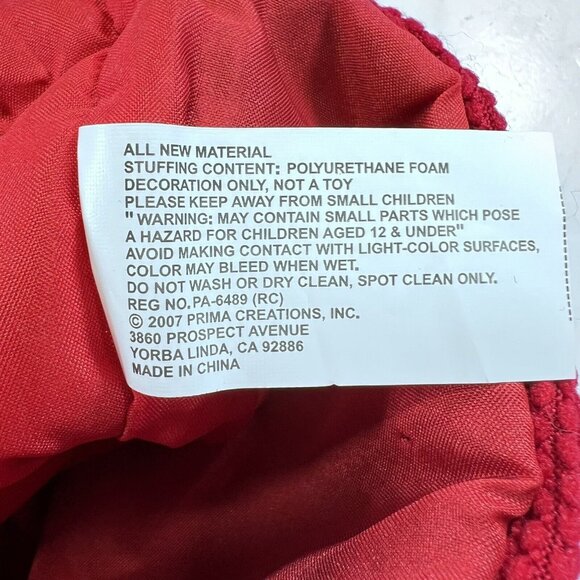 ALL NEW MATERIAL
STUFFING CONTENT: POLYURETHANE FOAM
DECORATION ONLY, NOT A TOY
PLEASE KEEP AWAY FROM SMALL CHILDREN
" WARNING: MAY CONTAIN SMALL PARTS WHICH POSE
A HAZARD FOR CHILDREN AGED 12 & UNDER"
AVOID MAKING CONTACT WITH LIGHT-COLOR SURFACES,
COLOR MAY BLEED WHEN WET.
DO NOT WASH OR DRY CLEAN, SPOT CLEAN ONLY.
REG NO.PA-6489 (RC)
© 2007 PRIMA CREATIONS, INC.
3860 PROSPECT AVENUE
YORBA LINDA, CA 92886
MADE IN CHINA